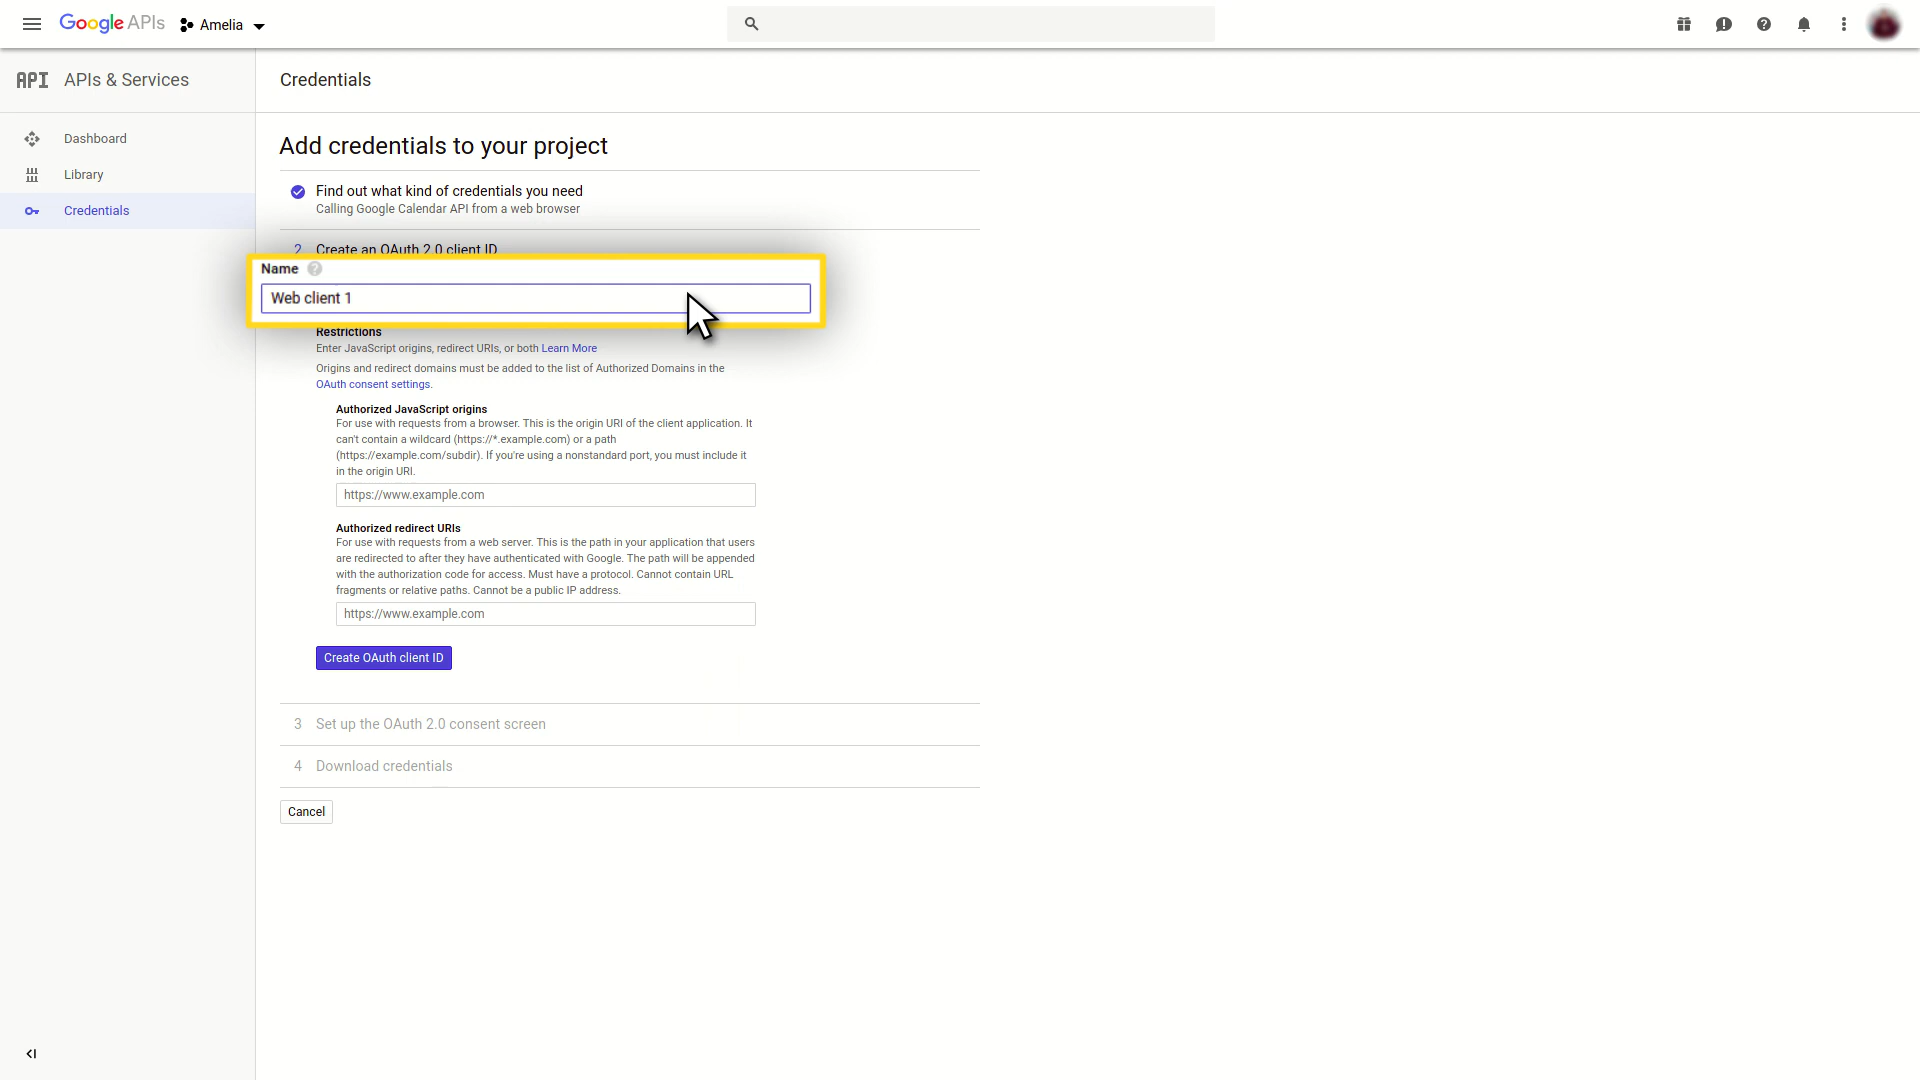 Google APIs
Amelia
API APIs & Services
Credentials
Dashboard
Library
Credentials
Add credentials to your project
Find out what kind of credentials you need
Calling Google Calendar API from a web browser
2 Create an OAuth 2.0 client ID
Name ?
Web client 1
Restrictions
Enter JavaScript origins, redirect URIs, or both Learn More
Origins and redirect domains must be added to the list of Authorized Domains in the
OAuth consent settings.
Authorized JavaScript origins
For use with requests from a browser. This is the origin URI of the client application. It
can't contain a wildcard (https://*.example.com) or a path
(https://example.com/subdir). If you're using a nonstandard port, you must include it
in the origin URI.
https://www.example.com
Authorized redirect URIs
For use with requests from a web server. This is the path in your application that users
are redirected to after they have authenticated with Google. The path will be appended
with the authorization code for access. Must have a protocol. Cannot contain URL
fragments or relative paths. Cannot be a public IP address.
https://www.example.com
Create OAuth client ID
3 Set up the OAuth 2.0 consent screen
4 Download credentials
Cancel